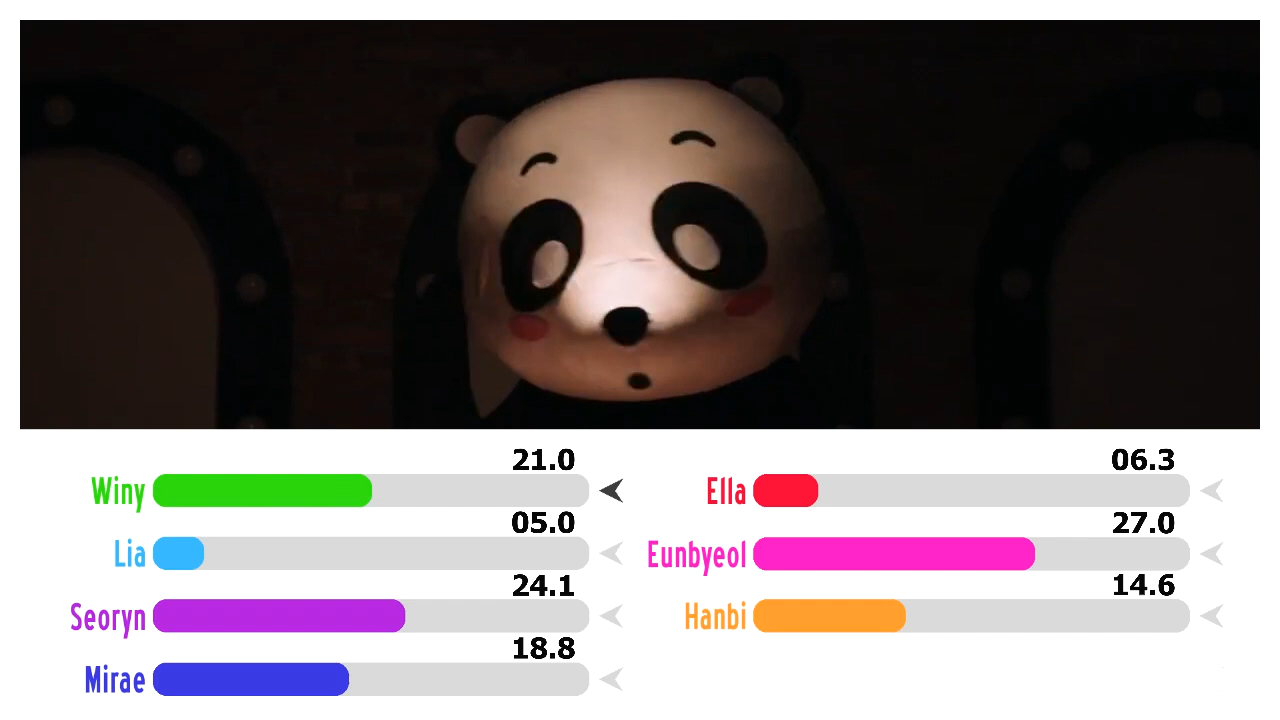 Winy 21.0
Lia 05.0
Seoryn 24.1
Mirae 18.8
Ella 06.3
Eunbyeol 27.0
Hanbi 14.6